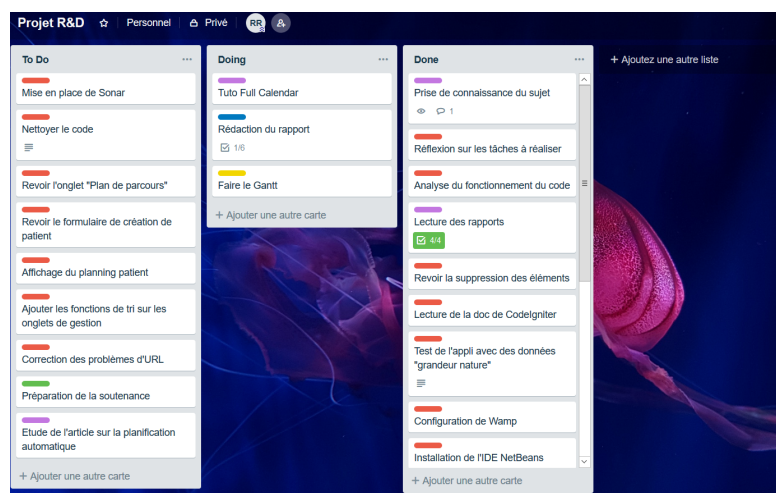 Projet R&D ☆ Personnel Privé RR
To Do ...
Mise en place de Sonar
Nettoyer le code
Revoir l'onglet "Plan de parcours"
Revoir le formulaire de création de
patient
Affichage du planning patient
Ajouter les fonctions de tri sur les
onglets de gestion
Correction des problèmes d'URL
Préparation de la soutenance
Etude de l'article sur la planification
automatique
+ Ajouter une autre carte
Doing ...
Tuto Full Calendar
Rédaction du rapport
1/6
Faire le Gantt
+ Ajouter une autre carte
Done ...
Prise de connaissance du sujet
1
Réflexion sur les tâches à réaliser
Analyse du fonctionnement du code
Lecture des rapports
4/4
Revoir la suppression des éléments
Lecture de la doc de CodeIgniter
Test de l'appli avec des données
"grandeur nature"
Configuration de Wamp
Installation de l'IDE NetBeans
+ Ajouter une autre carte
+ Ajoutez une autre liste